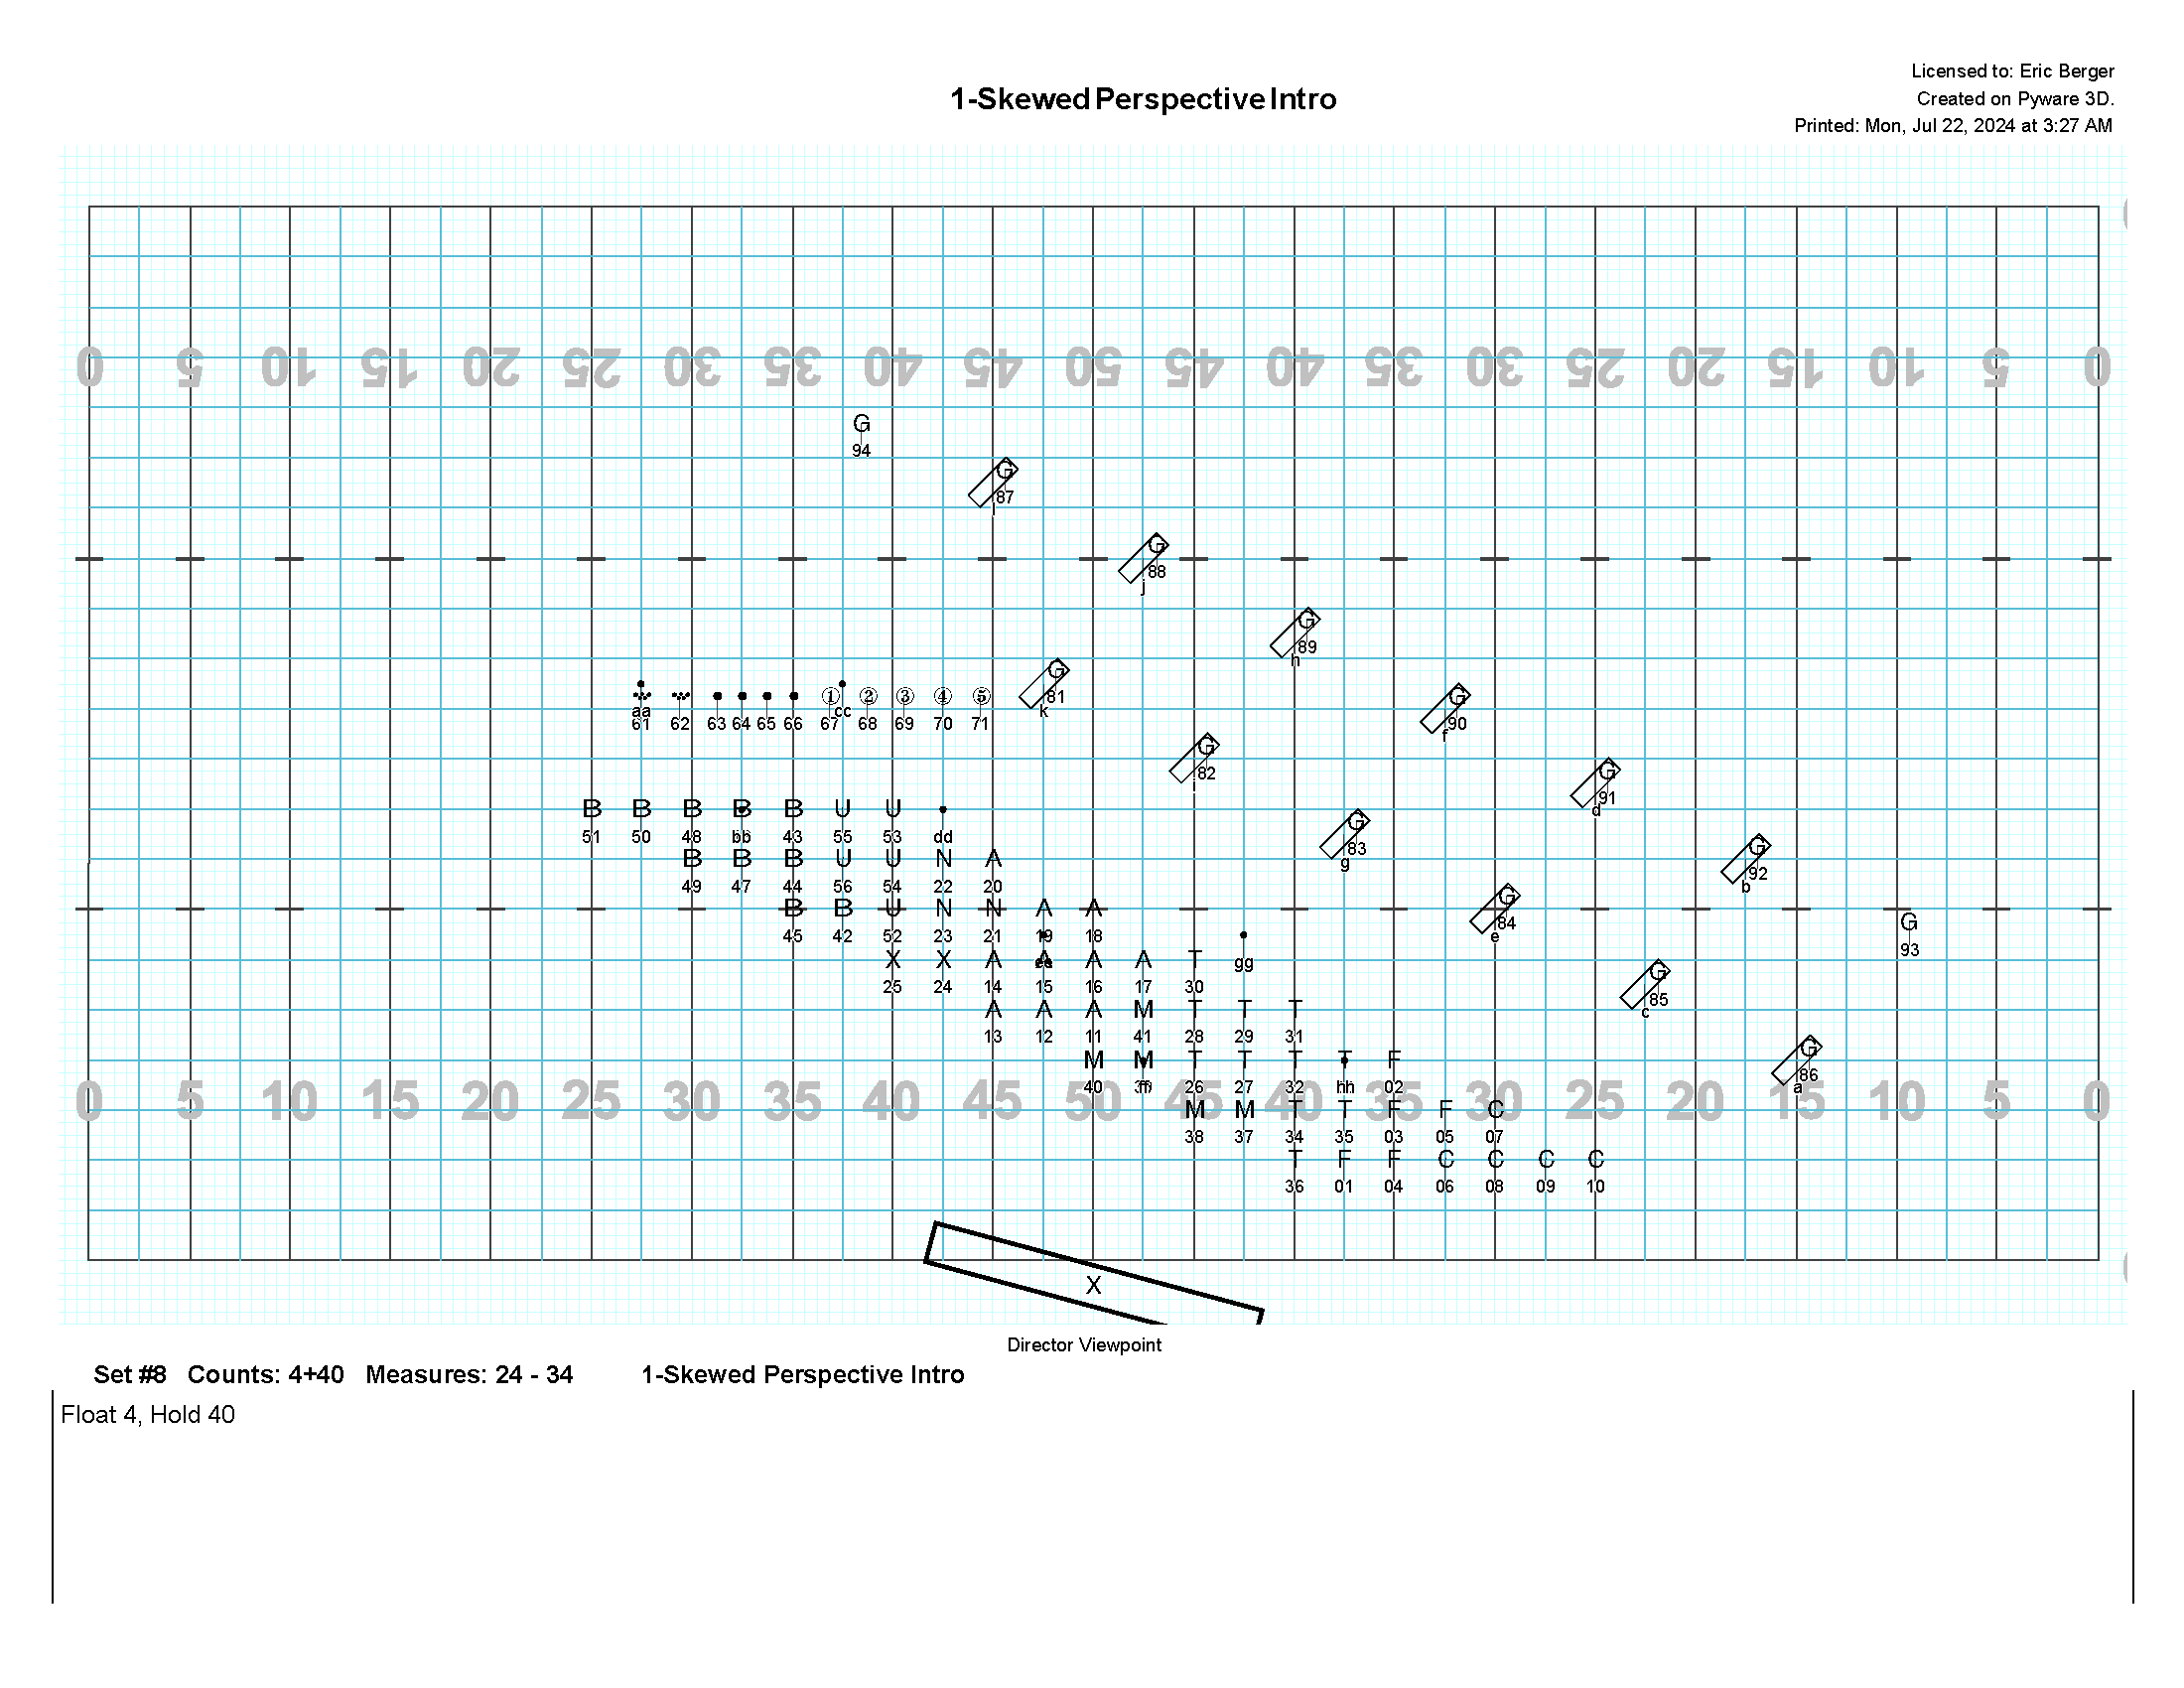 Licensed to: Eric Berger
1-Skewed Perspective Intro
Created on Pyware 3D.
Printed: Mon, Jul 22, 2024 at 3:27 AM
0 5 10 15 20 25 30 35 40 45 50 45 40 35 30 25 20 15 10 5 0
G
94
G
87
l
G
88
j
G
89
h
G
81
k
G
90
f
① ② ③ ④ ⑤
aa cc
61 62 63 64 65 66 67 68 69 70 71
G
82
i
G
91
d
B B B B B U U
51 50 48 bb 43 55 53 dd
G
83
g
G
92
b
B B B U U N A
49 47 44 56 54 22 20
G
84
e
B B U N N A A
45 42 52 23 21 19 18
G
93
X X A A A A T gg
25 24 14 15 16 17 30
G
85
c
A A A M T T T
13 12 11 41 28 29 31
G
86
a
M M T T T T F
40 ff 26 27 32 hh 02
0 5 10 15 20 25 30 35 40 45 50 45 40 35 30 25 20 15 10 5 0
M M T T F F C
38 37 34 35 03 05 07
T F F C C C C
36 01 04 06 08 09 10
X
Director Viewpoint
Set #8 Counts: 4+40 Measures: 24 - 34 1-Skewed Perspective Intro
Float 4, Hold 40